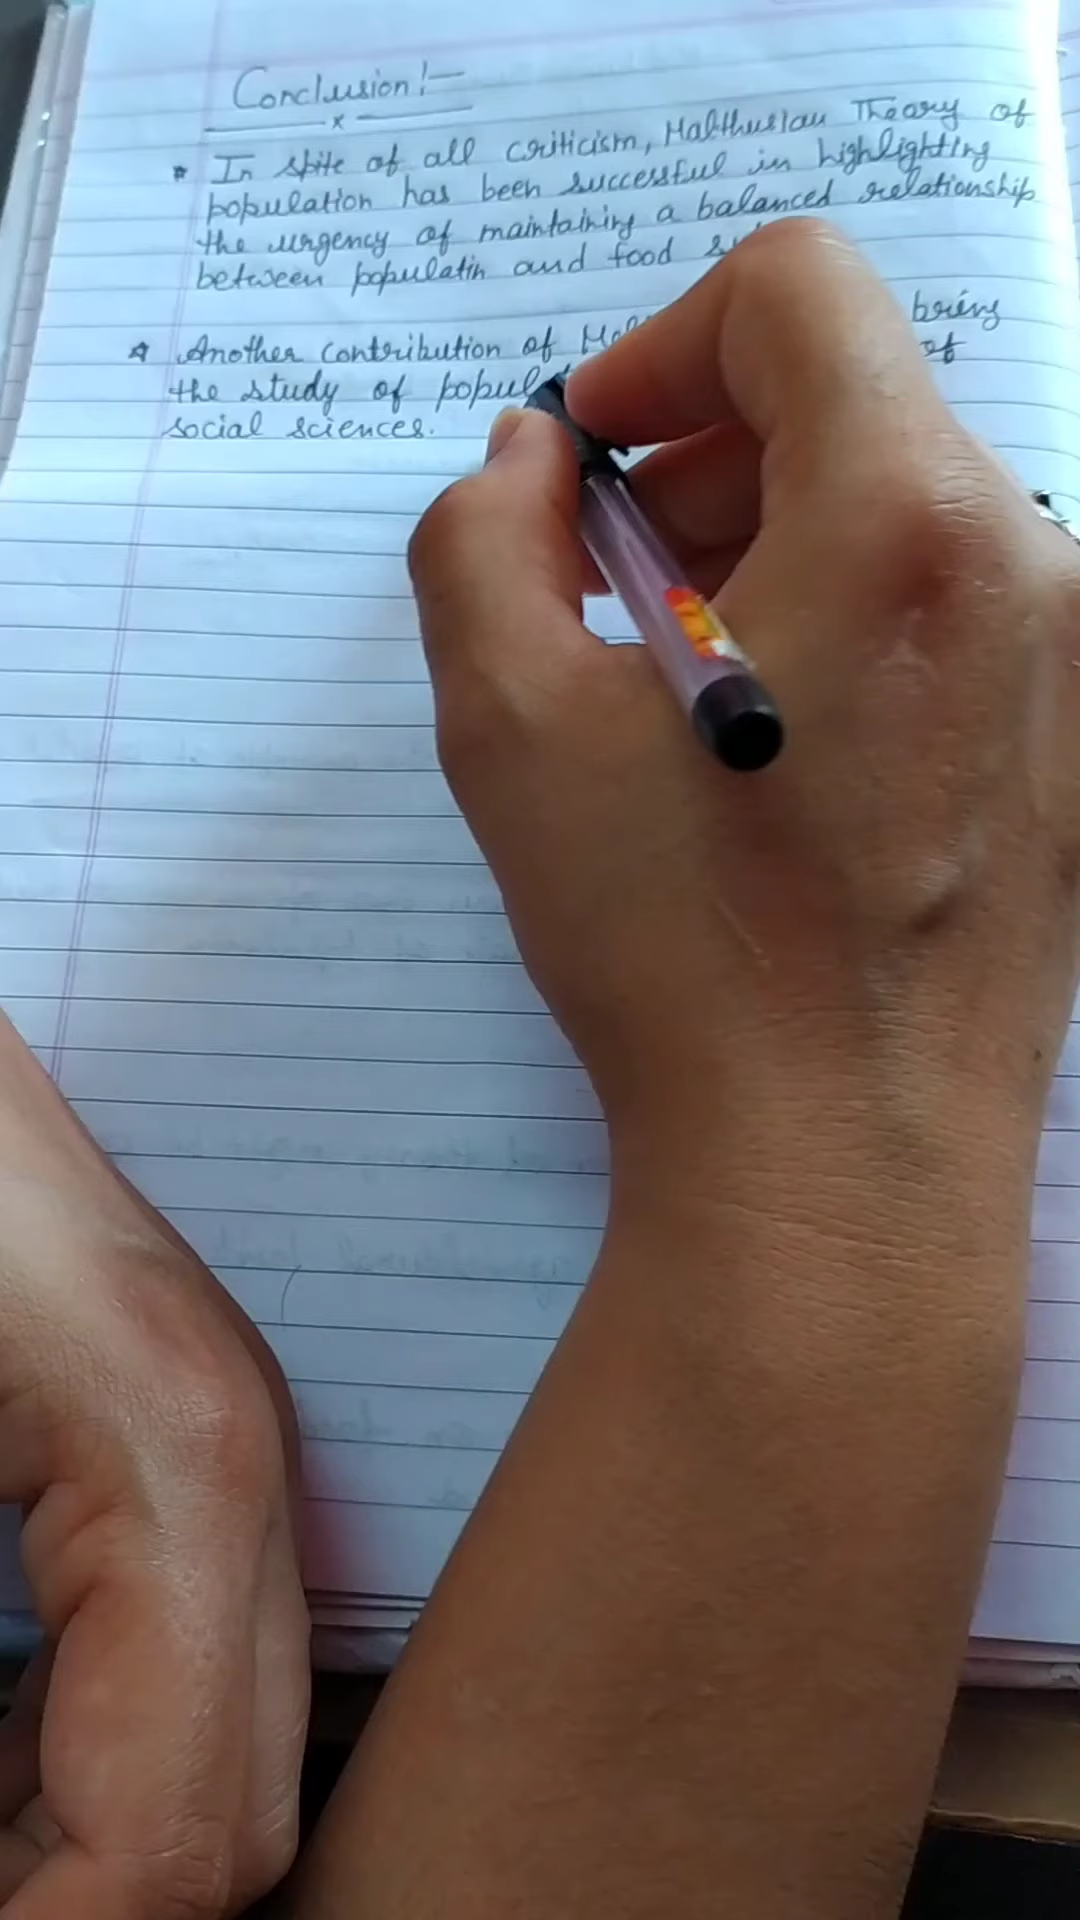 Conclusion!—
* In spite of all criticism, Malthusian Theory of
population has been successful in highlighting
the urgency of maintaining a balanced relationship
between populatin and food
* Another contribution of bring
the study of of
social sciences.